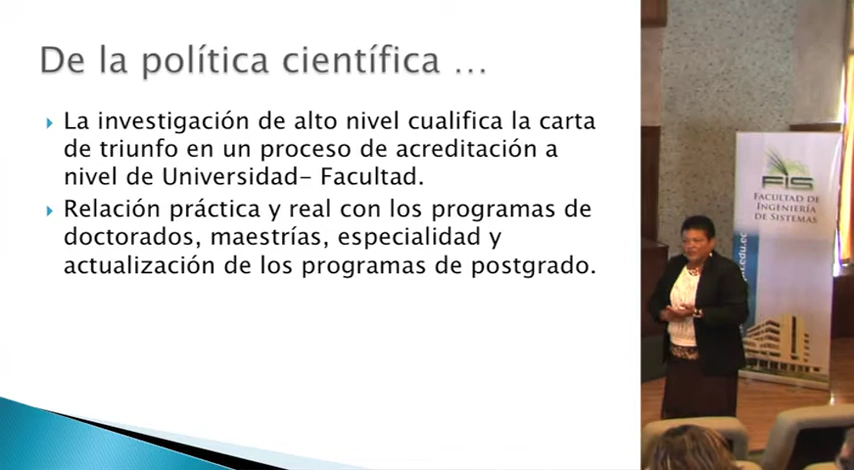 De la política científica ...
La investigación de alto nivel cualifica la carta
de triunfo en un proceso de acreditación a
nivel de Universidad- Facultad.
Relación práctica y real con los programas de
doctorados, maestrías, especialidad y
actualización de los programas de postgrado.
FIS
FACULTAD DE
INGENIERÍA
DE SISTEMAS